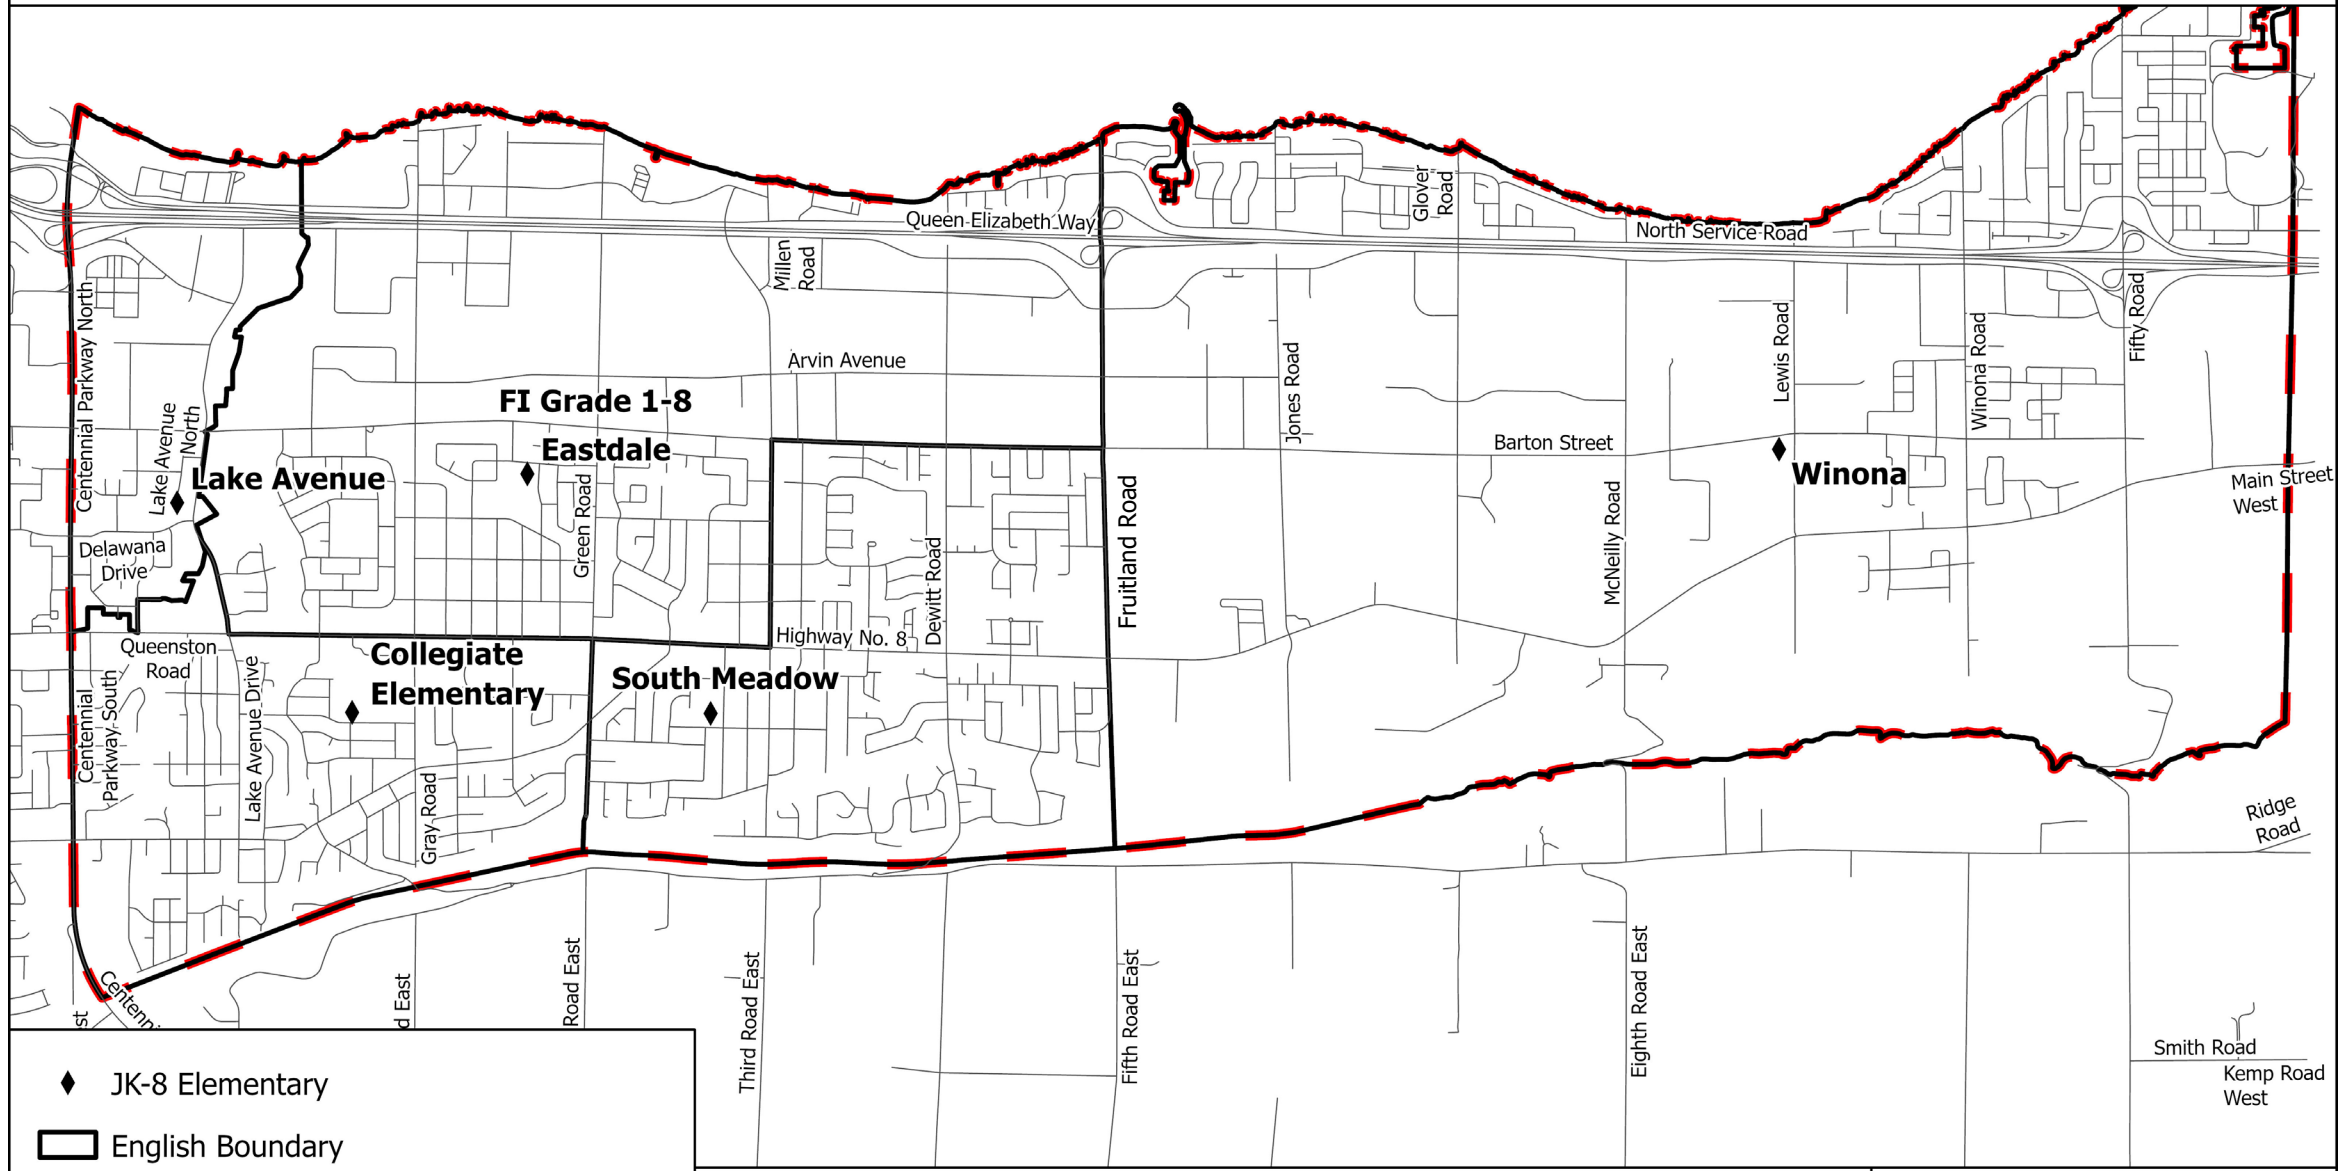 Queen Elizabeth Way
Glover
Road
North Service Road
Millen
Road
Centennial Parkway North
Fifty Road
Arvin Avenue
Jones Road
Lewis Road
Winona Road
FI Grade 1-8
Eastdale
Lake Avenue
North
Barton Street
Lake Avenue
Winona
Main Street
West
Green Road
Fruitland Road
McNeilly Road
Delawana
Drive
Dewitt Road
Highway No. 8
Queenston
Road
Collegiate
Elementary
South Meadow
Centennial
Parkway South
Lake Avenue Drive
Gray Road
Ridge
Road
Centenni
st
d East
Road East
Third Road East
Fifth Road East
Eighth Road East
Smith Road
Kemp Road
West
JK-8 Elementary
English Boundary